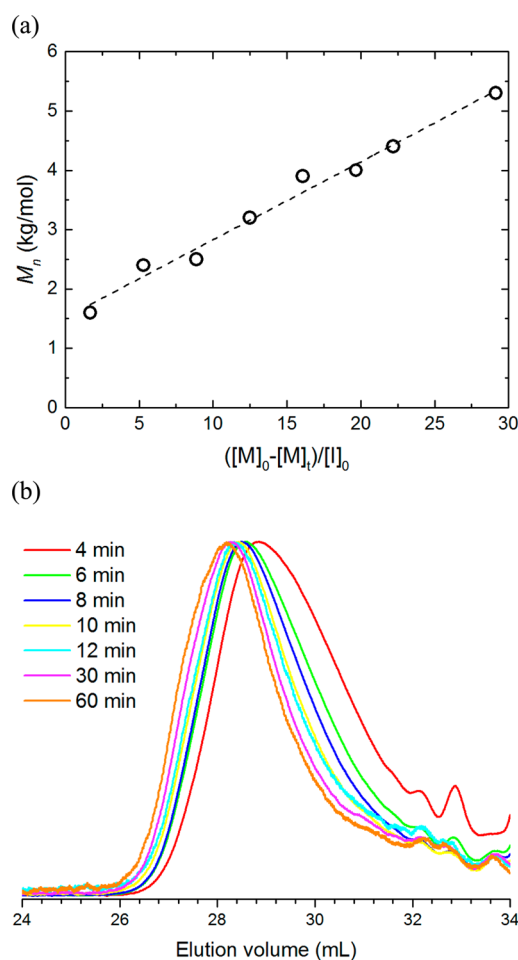 (a)
6
5
4
3
2
1
0
Mn (kg/mol)
0 5 10 15 20 25 30
([M]0-[M]t)/[I]0
(b)
4 min
6 min
8 min
10 min
12 min
30 min
60 min
24 26 28 30 32 34
Elution volume (mL)